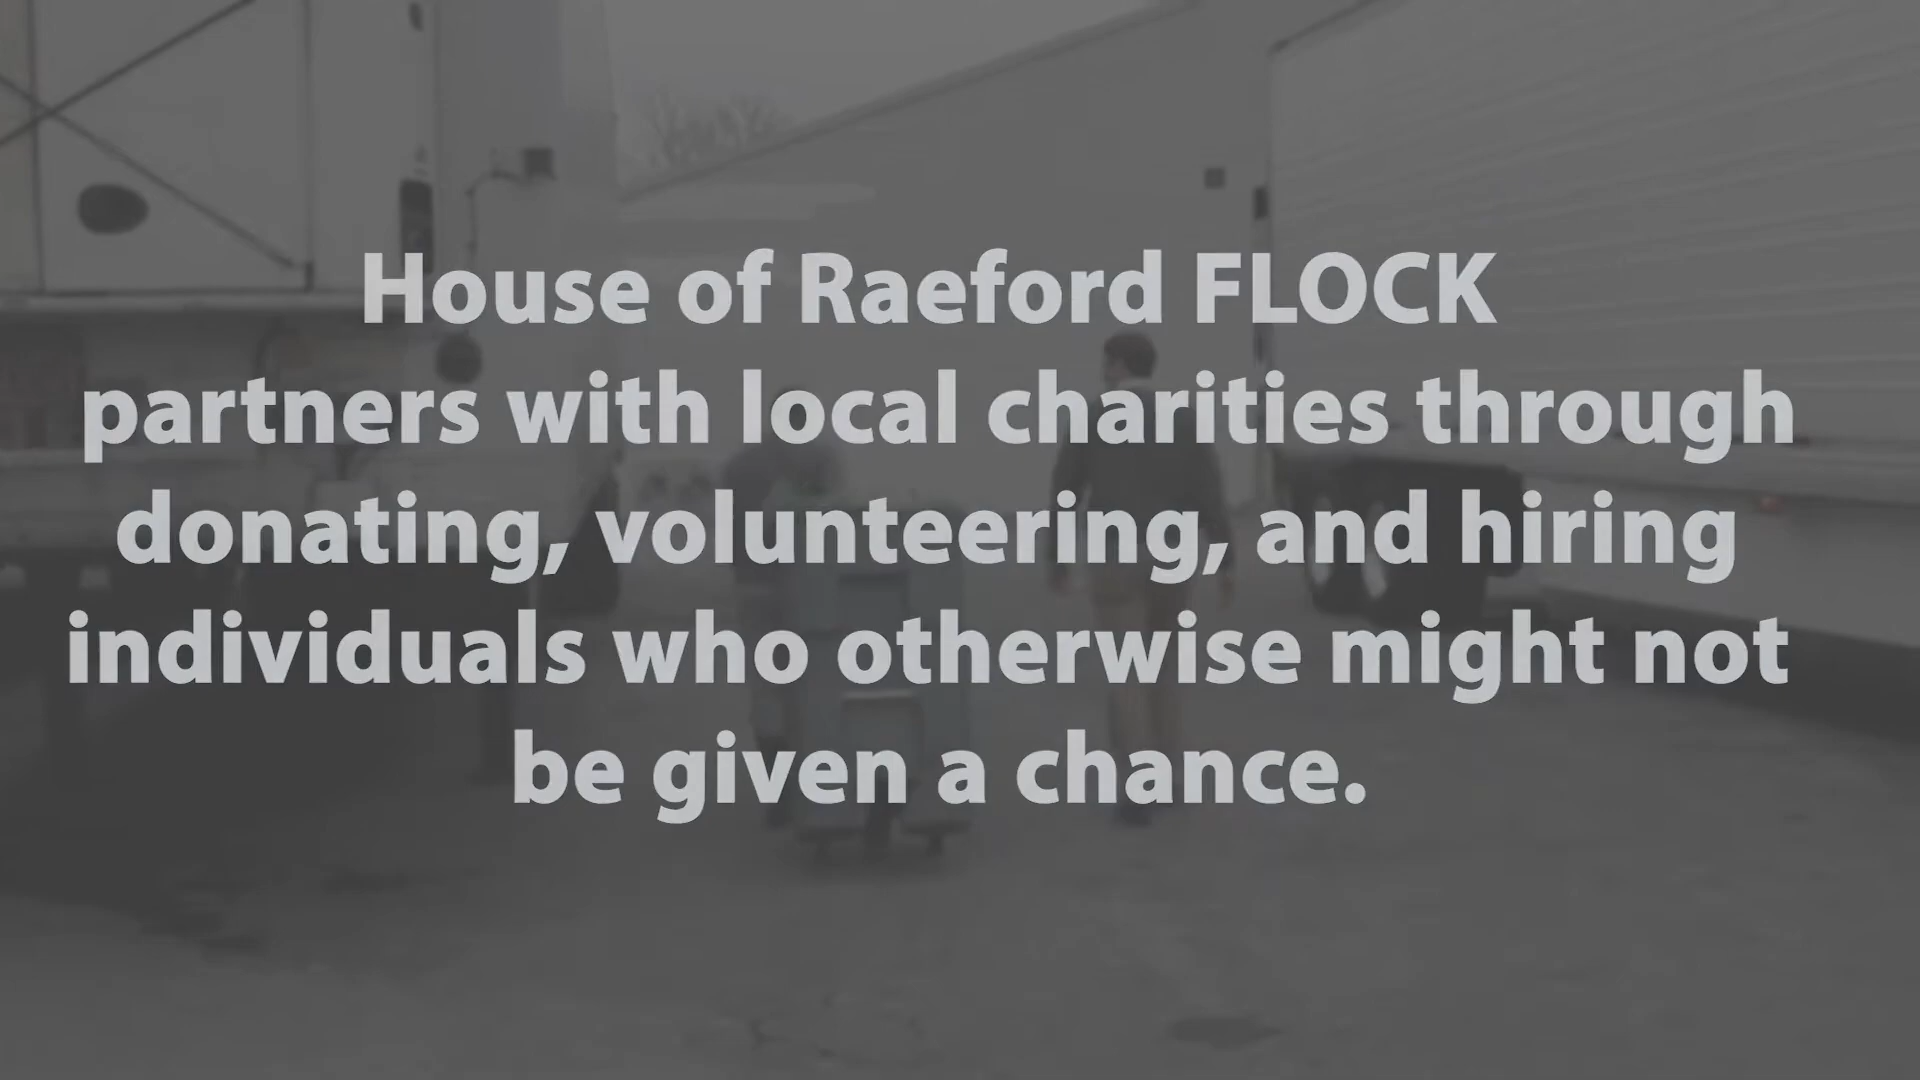 House of Raeford FLOCK
partners with local charities through
donating, volunteering, and hiring
individuals who otherwise might not
be given a chance.